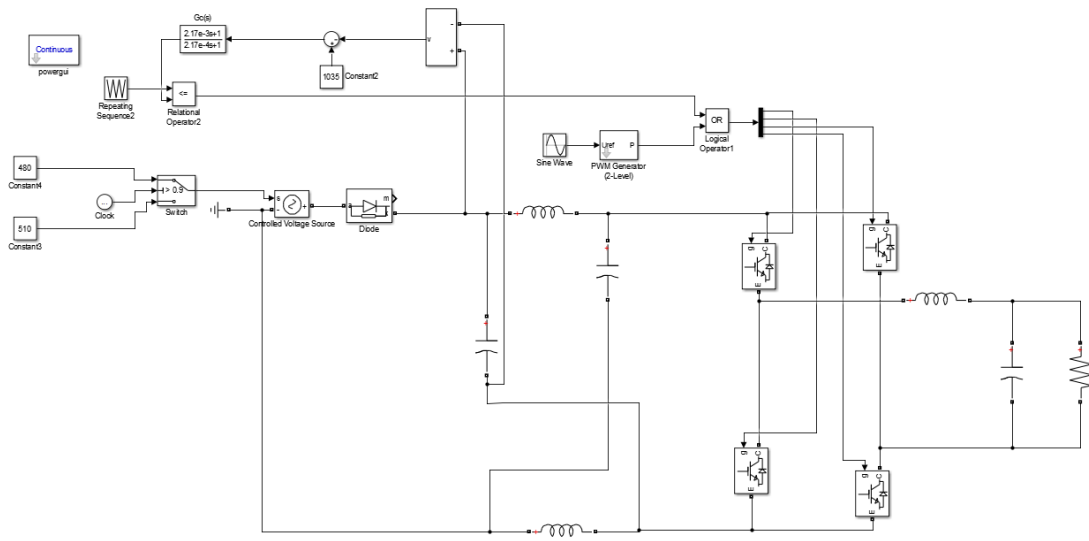 Gc(s)
2.17e-3s+1
2.17e-4s+1
-
v
+
Continuous
powergui
1035
Constant2
Repeating
Sequence2
<=
Relational
Operator2
OR
Logical
Operator1
Sine Wave
Uref P
PWM Generator
(2-Level)
480
Constant4
...
Clock
> 0.9
Switch
510
Constant3
s
-
+
Controlled Voltage Source
a
m
k
Diode
+
+
+
+
g C
E
g C
E
+
+
+
g C
E
g C
E
+